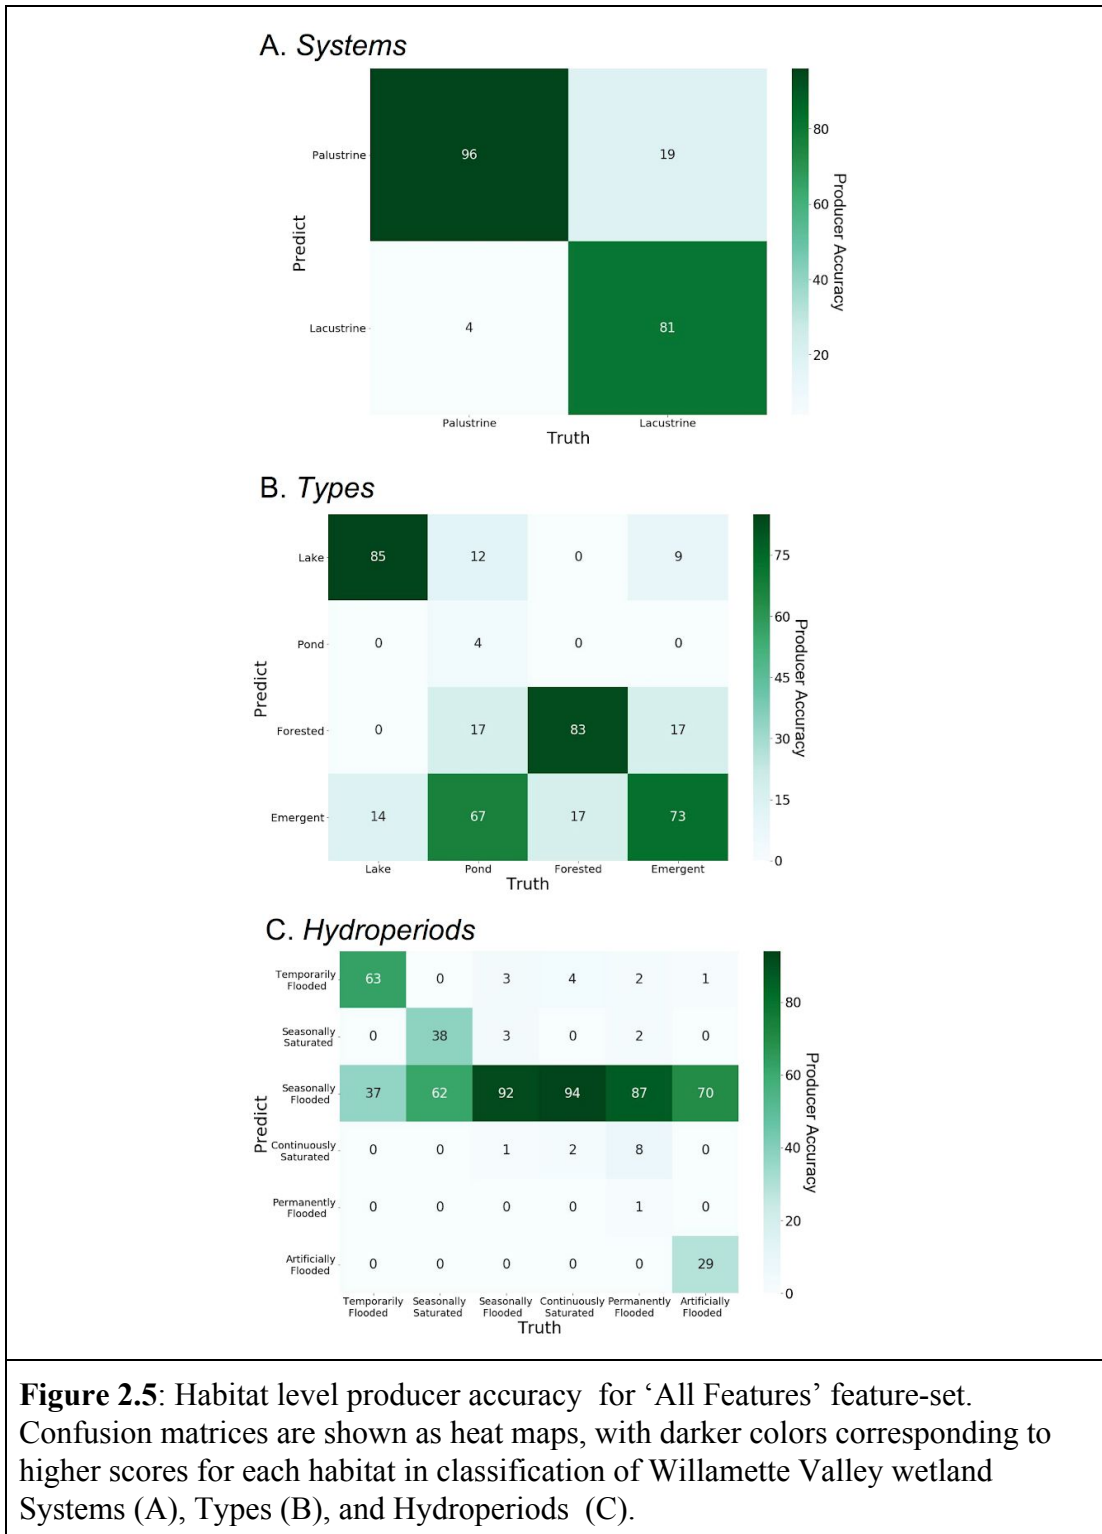 A. Systems
Palustrine 96 19
Lacustrine 4 81
Predict
Palustrine Lacustrine
Truth
80
60
40
20
Producer Accuracy
B. Types
Lake 85 12 0 9
Pond 0 4 0 0
Forested 0 17 83 17
Emergent 14 67 17 73
Predict
Lake Pond Forested Emergent
Truth
75
60
45
30
15
0
Producer Accuracy
C. Hydroperiods
Temporarily
Flooded 63 0 3 4 2 1
Seasonally
Saturated 0 38 3 0 2 0
Seasonally
Flooded 37 62 92 94 87 70
Continuously
Saturated 0 0 1 2 8 0
Permanently
Flooded 0 0 0 0 1 0
Artificially
Flooded 0 0 0 0 0 29
Predict
Temporarily Seasonally Seasonally Continuously Permanently Artificially
Flooded Saturated Flooded Saturated Flooded Flooded
Truth
80
60
40
20
0
Producer Accuracy
Figure 2.5: Habitat level producer accuracy for ‘All Features’ feature-set.
Confusion matrices are shown as heat maps, with darker colors corresponding to
higher scores for each habitat in classification of Willamette Valley wetland
Systems (A), Types (B), and Hydroperiods (C).